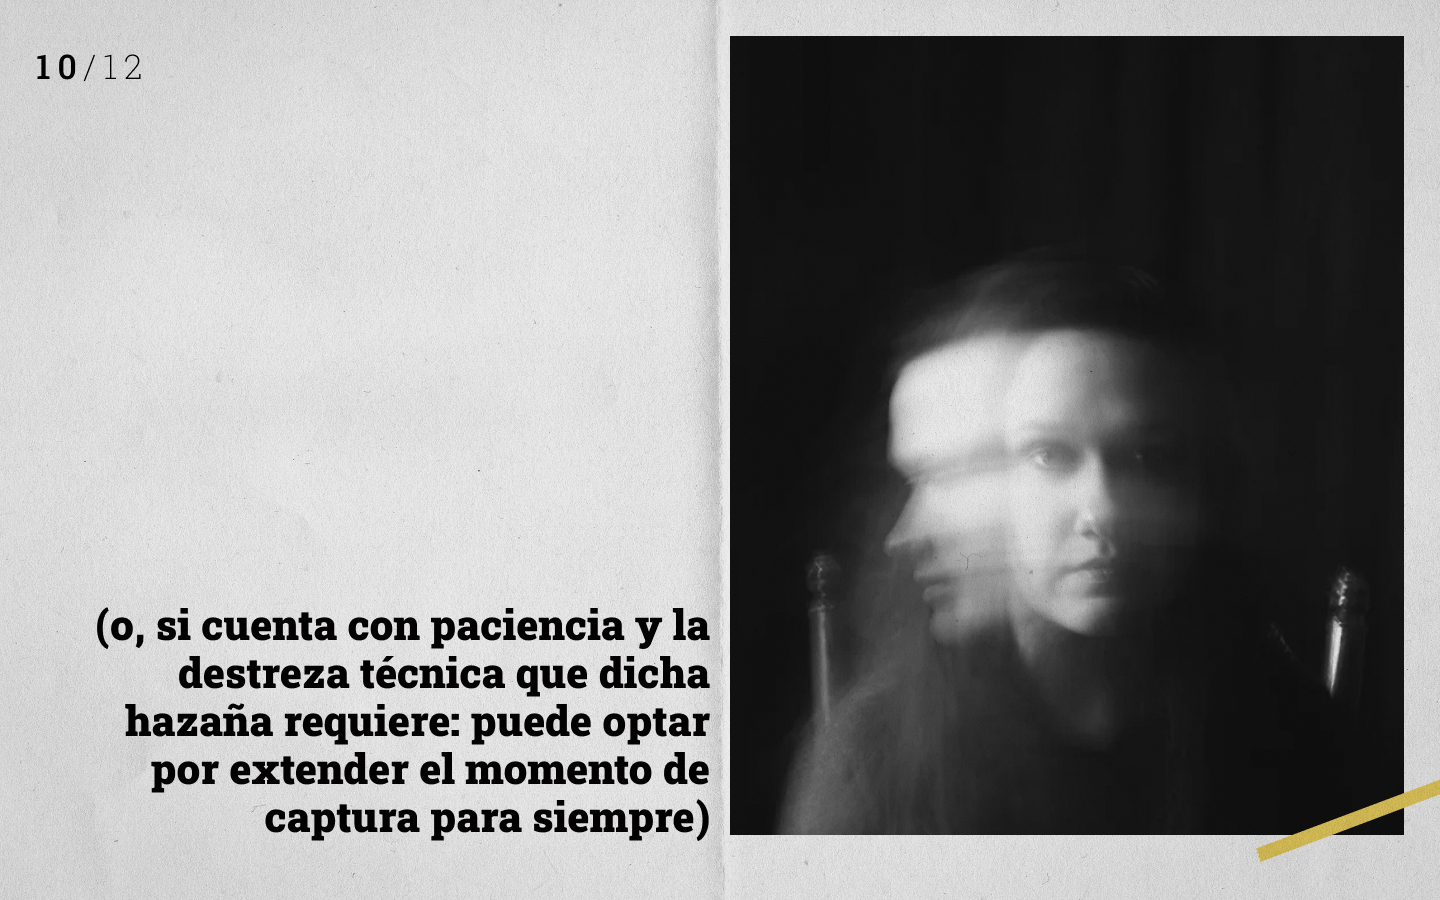 10/12
(o, si cuenta con paciencia y la
destreza técnica que dicha
hazaña requiere: puede optar
por extender el momento de
captura para siempre)